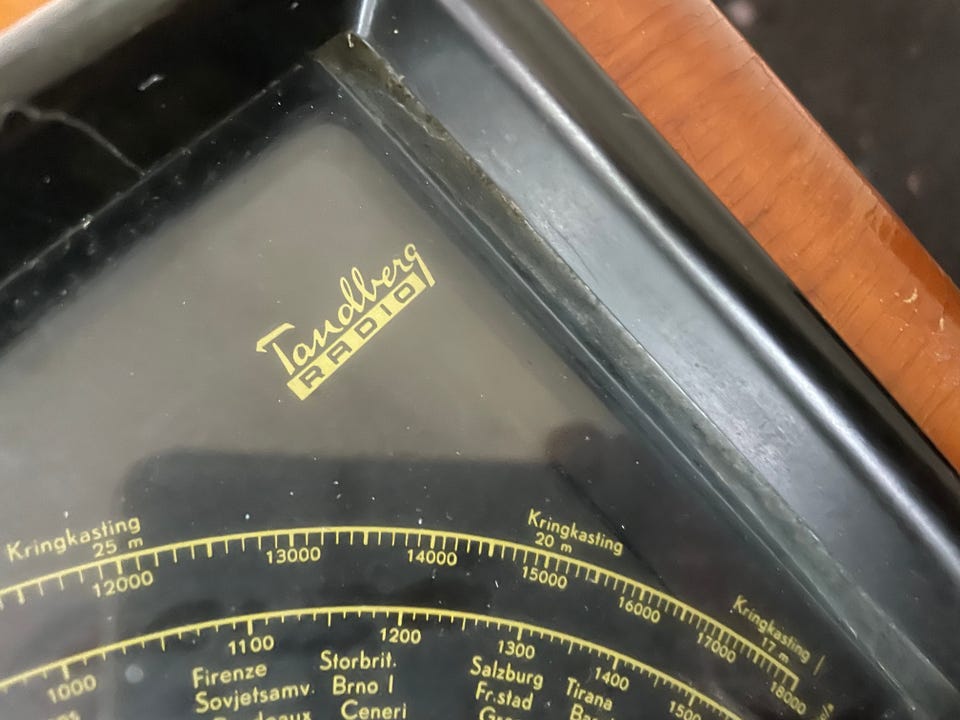 Tandberg
RADIO
Kringkasting
25 m
Kringkasting
20 m
Kringkasting
17 m
12000 13000 14000 15000 16000 17000 18000
1000 1100 1200 1300 1400 1500
Firenze Storbrit. Salzburg Tirana
Sovjetsamv. Brno I Fr.stad
Ceneri